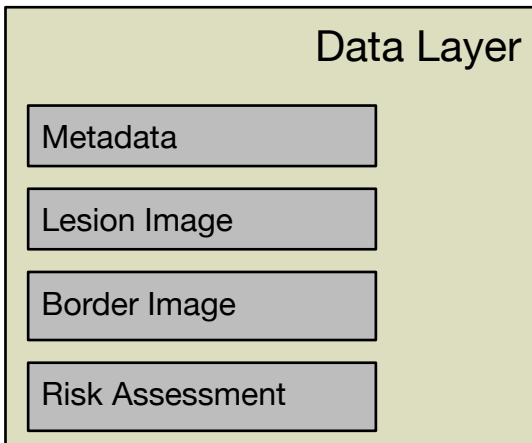 Data Layer
Metadata
Lesion Image
Border Image
Risk Assessment